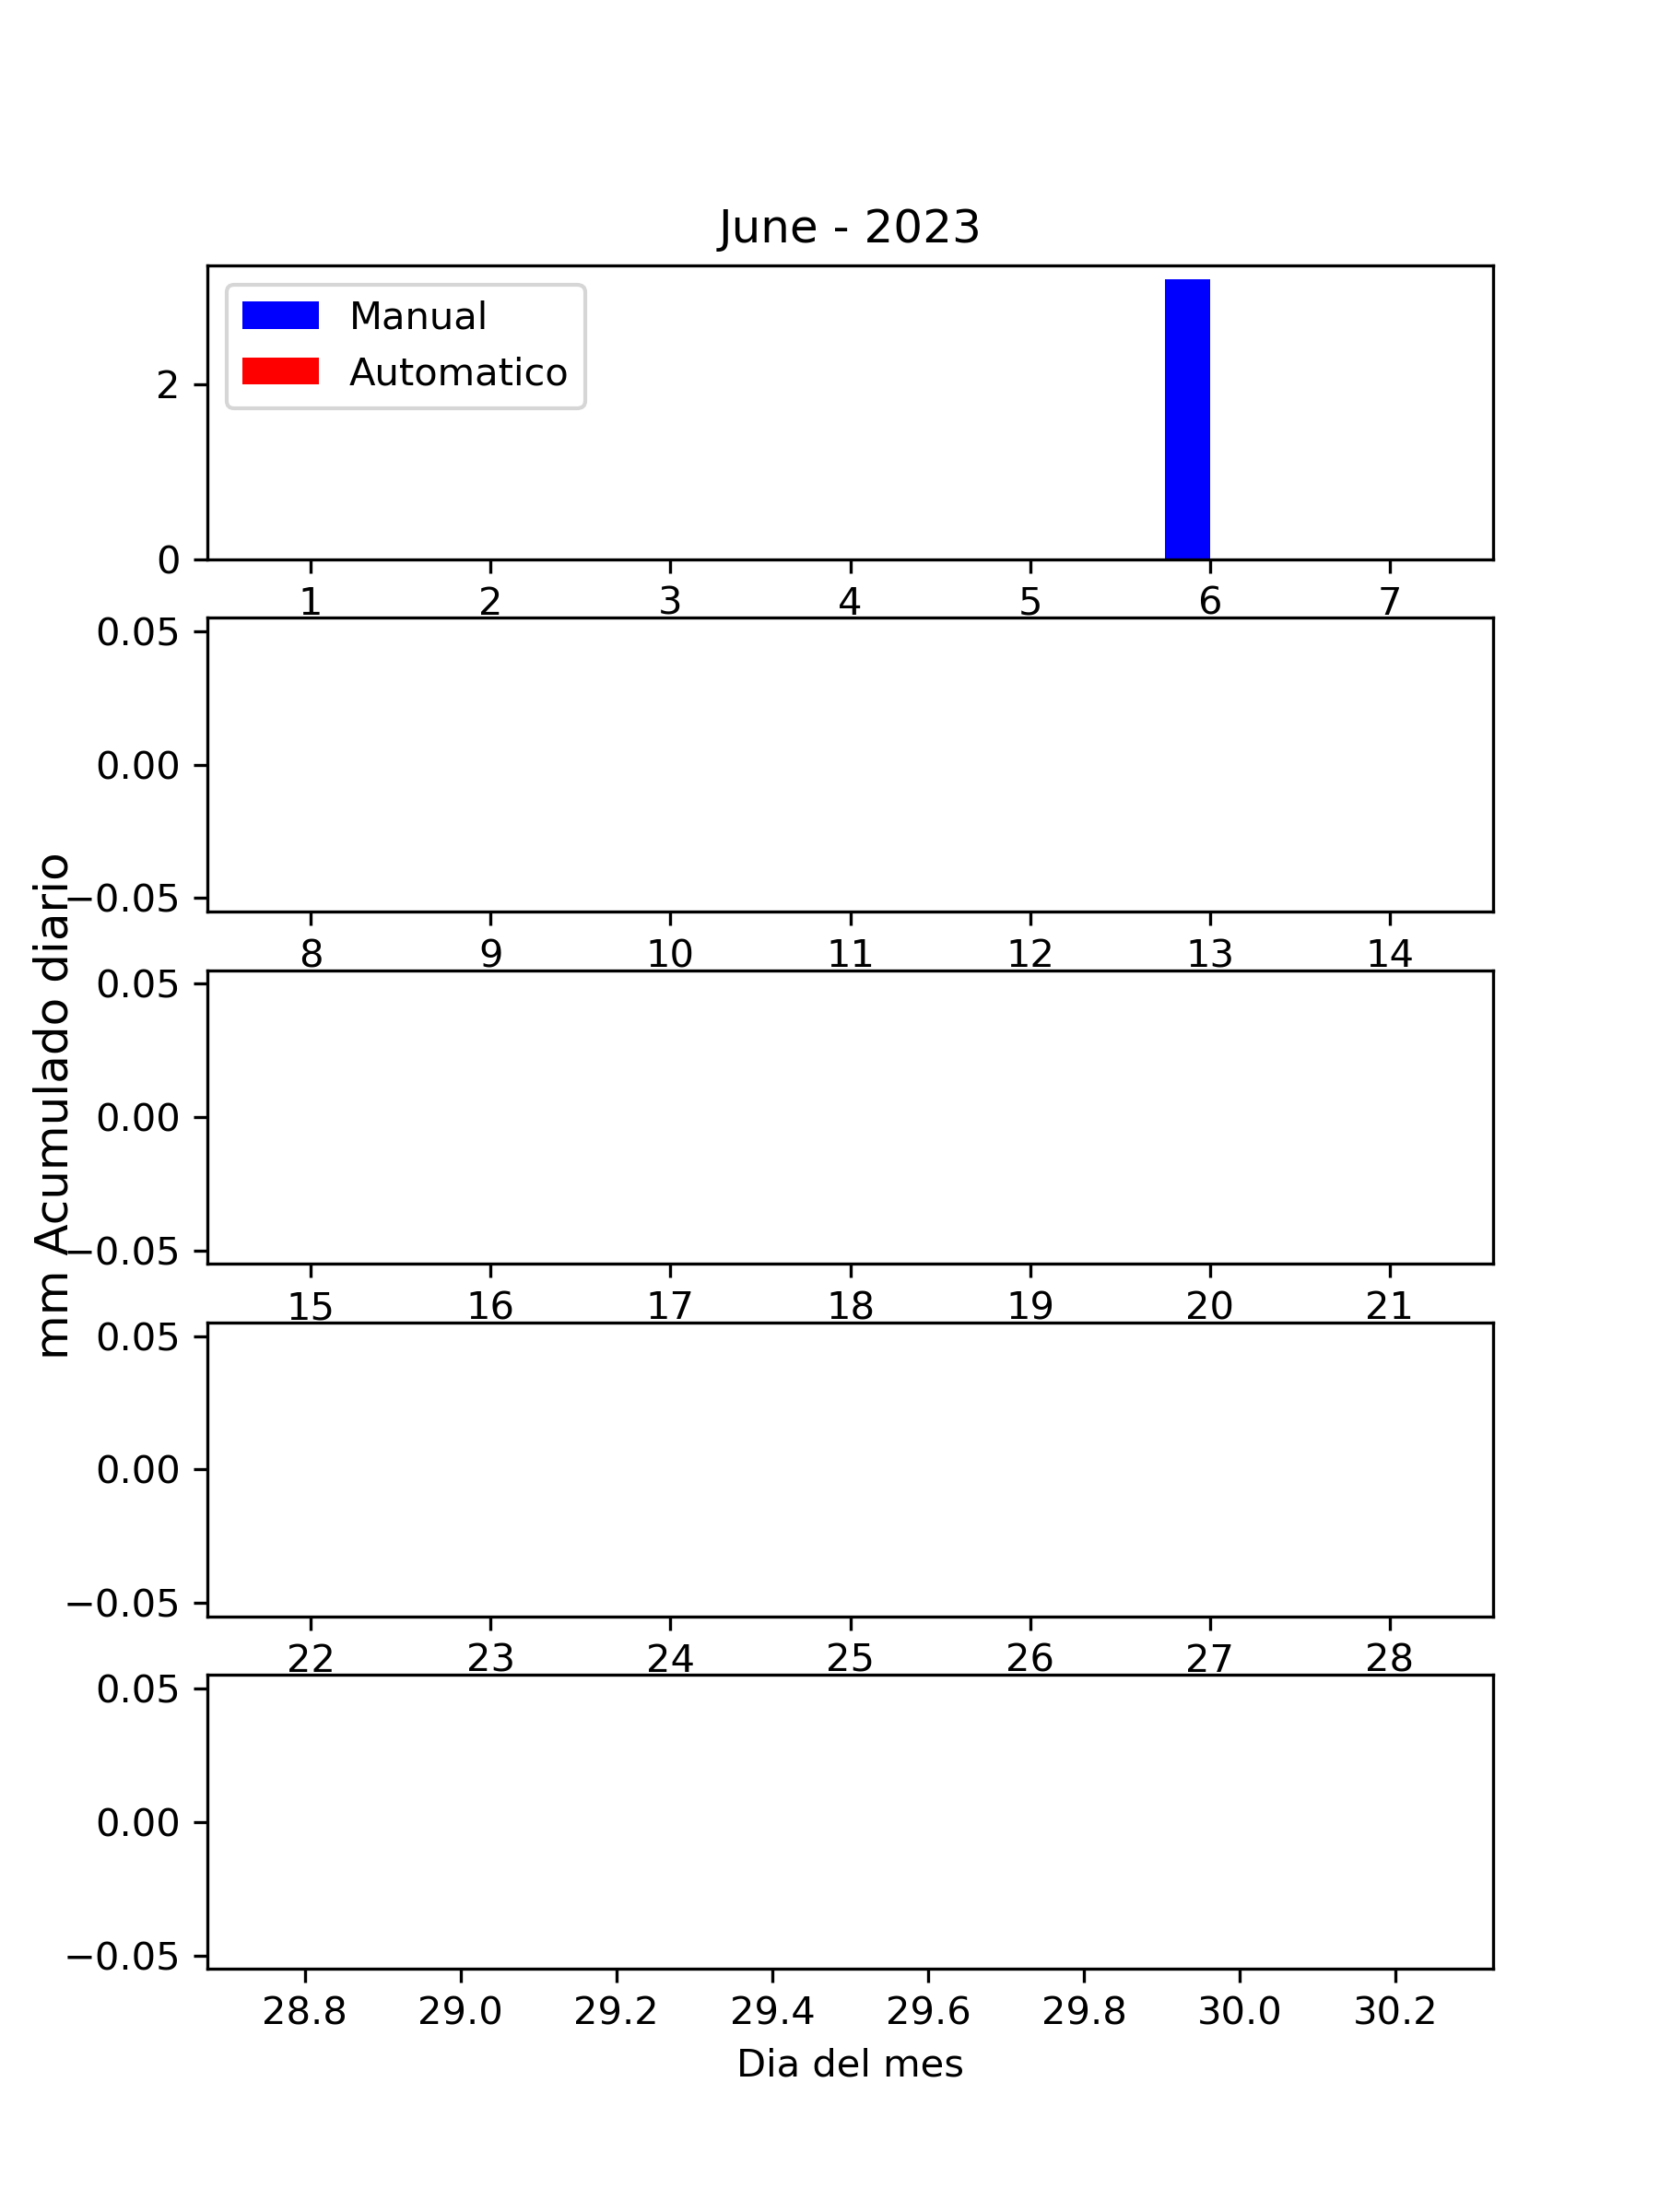 June - 2023
Manual
Automatico
2
0
1 2 3 4 5 6 7
0.05
0.00
−0.05
8 9 10 11 12 13 14
mm Acumulado diario
0.05
0.00
−0.05
15 16 17 18 19 20 21
0.05
0.00
−0.05
22 23 24 25 26 27 28
0.05
0.00
−0.05
28.8 29.0 29.2 29.4 29.6 29.8 30.0 30.2
Dia del mes